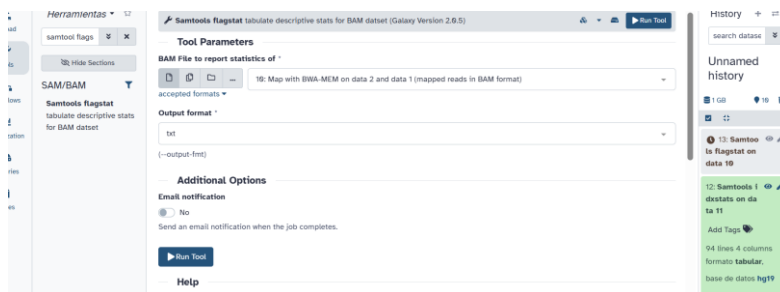 Herramientas
samtool flags
Hide Sections
SAM/BAM
Samtools flagstat
tabulate descriptive stats
for BAM datset
Samtools flagstat tabulate descriptive stats for BAM datset (Galaxy Version 2.0.5)
Run Tool
Tool Parameters
BAM File to report statistics of *
10: Map with BWA-MEM on data 2 and data 1 (mapped reads in BAM format)
accepted formats
Output format *
txt
(--output-fmt)
Additional Options
Email notification
No
Send an email notification when the job completes.
Run Tool
Help
History
search datase
Unnamed
history
1 GB
10
13: Samtoo
ls flagstat on
data 10
12: Samtools I
dxstats on da
ta 11
Add Tags
94 lines 4 columns
formato tabular,
base de datos hg19